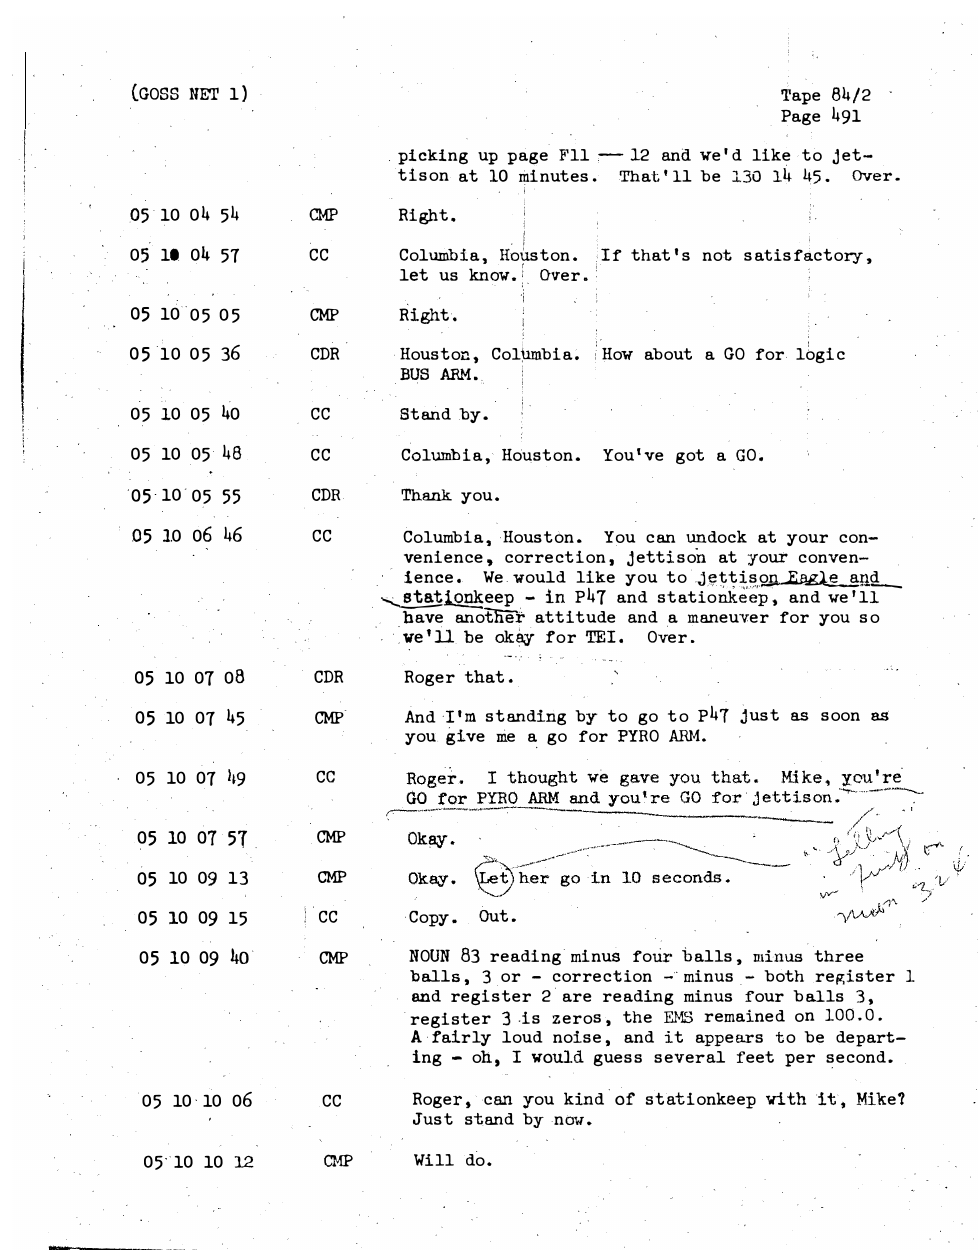 (GOSS NET 1)
Tape 84/2
Page 491
picking up page F11 — 12 and we'd like to jet-
tison at 10 minutes. That'll be 130 14 45. Over.
05 10 04 54 CMP Right.
05 10 04 57 CC Columbia, Houston. If that's not satisfactory,
let us know. Over.
05 10 05 05 CMP Right.
05 10 05 36 CDR Houston, Columbia. How about a GO for logic
BUS ARM.
05 10 05 40 CC Stand by.
05 10 05 48 CC Columbia, Houston. You've got a GO.
05 10 05 55 CDR Thank you.
05 10 06 46 CC Columbia, Houston. You can undock at your con-
venience, correction, jettison at your conven-
ience. We would like you to jettison Eagle and
stationkeep - in P47 and stationkeep, and we'll
have another attitude and a maneuver for you so
we'll be okay for TEI. Over.
05 10 07 08 CDR Roger that.
05 10 07 45 CMP And I'm standing by to go to P47 just as soon as
you give me a go for PYRO ARM.
05 10 07 49 CC Roger. I thought we gave you that. Mike, you're
GO for PYRO ARM and you're GO for jettison.
05 10 07 57 CMP Okay.
05 10 09 13 CMP Okay. Let her go in 10 seconds.
05 10 09 15 CC Copy. Out.
on
in
moon 324
05 10 09 40 CMP NOUN 83 reading minus four balls, minus three
balls, 3 or - correction - minus - both register 1
and register 2 are reading minus four balls 3,
register 3 is zeros, the EMS remained on 100.0.
A fairly loud noise, and it appears to be depart-
ing - oh, I would guess several feet per second.
05 10 10 06 CC Roger, can you kind of stationkeep with it, Mike?
Just stand by now.
05 10 10 12 CMP Will do.